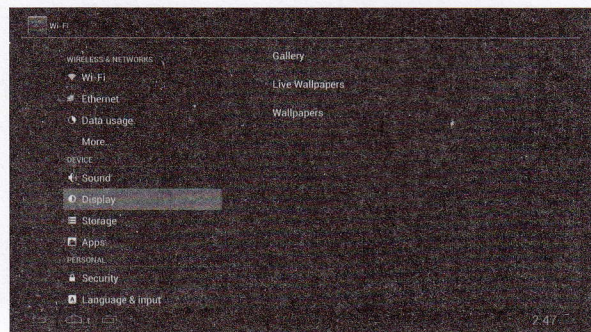 Wi-Fi
WIRELESS & NETWORKS
Wi-Fi
Ethernet
Data usage
More...
DEVICE
Sound
Display
Storage
Apps
PERSONAL
Security
Language & input
Gallery
Live Wallpapers
Wallpapers
2:47